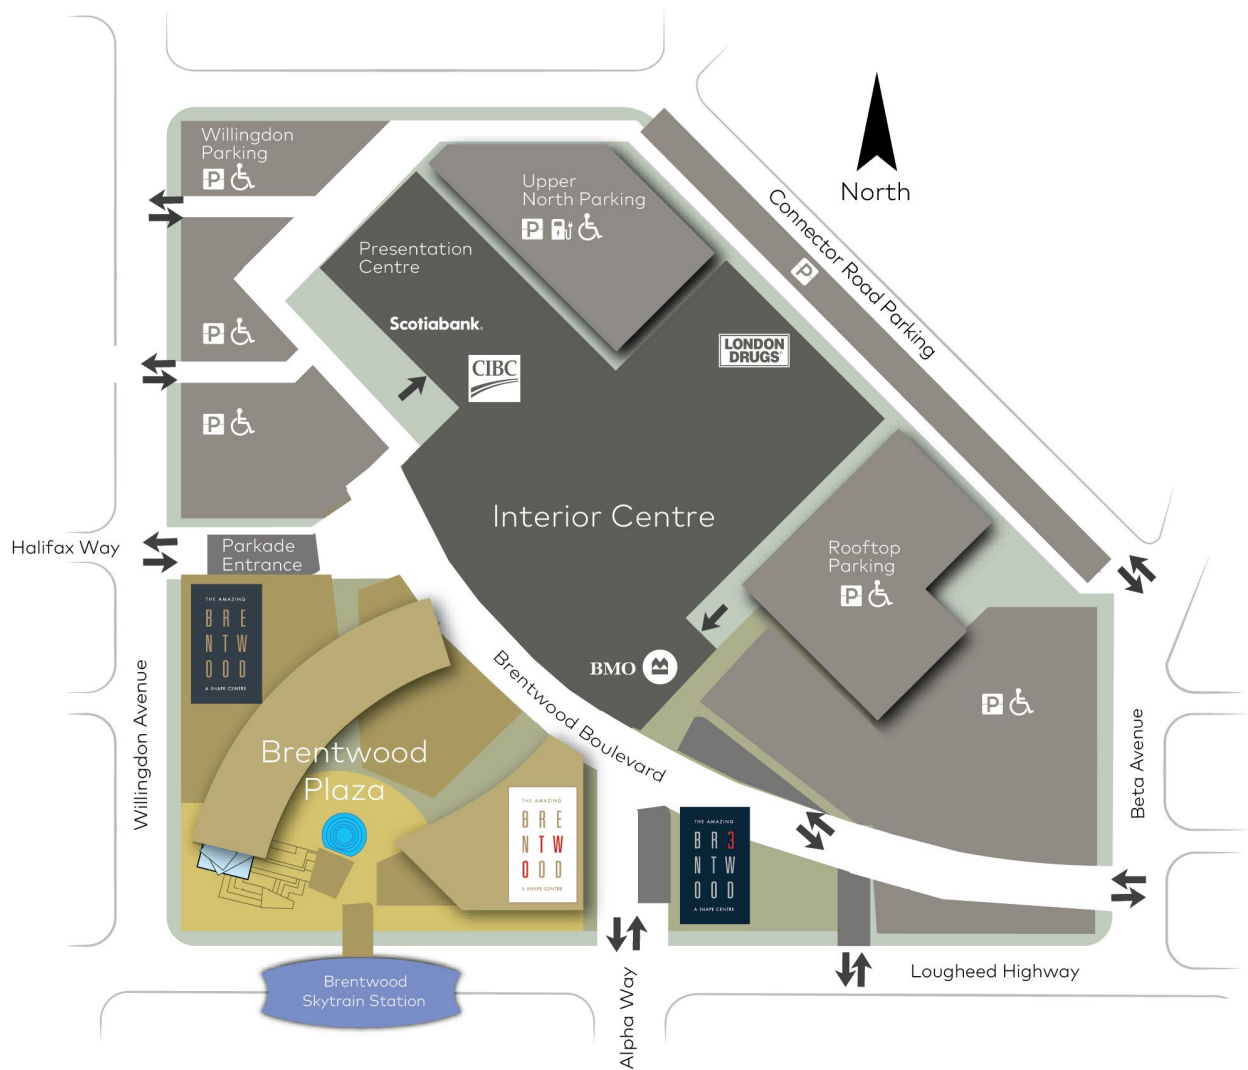 Willingdon
Parking
P
Upper
North Parking
P
North
Connector Road Parking
P
Presentation
Centre
Scotiabank
CIBC
LONDON
DRUGS
P
P
Interior Centre
Halifax Way
Parkade
Entrance
Rooftop
Parking
P
THE AMAZING
BRE
NTW
OOD
A SHAPE CENTRE
BMO
Brentwood Boulevard
P
Willingdon Avenue
Beta Avenue
Brentwood
Plaza
THE AMAZING
BRE
NTW
OOD
A SHAPE CENTRE
THE AMAZING
BR3
NTW
OOD
A SHAPE CENTRE
Brentwood
Skytrain Station
Alpha Way
Lougheed Highway